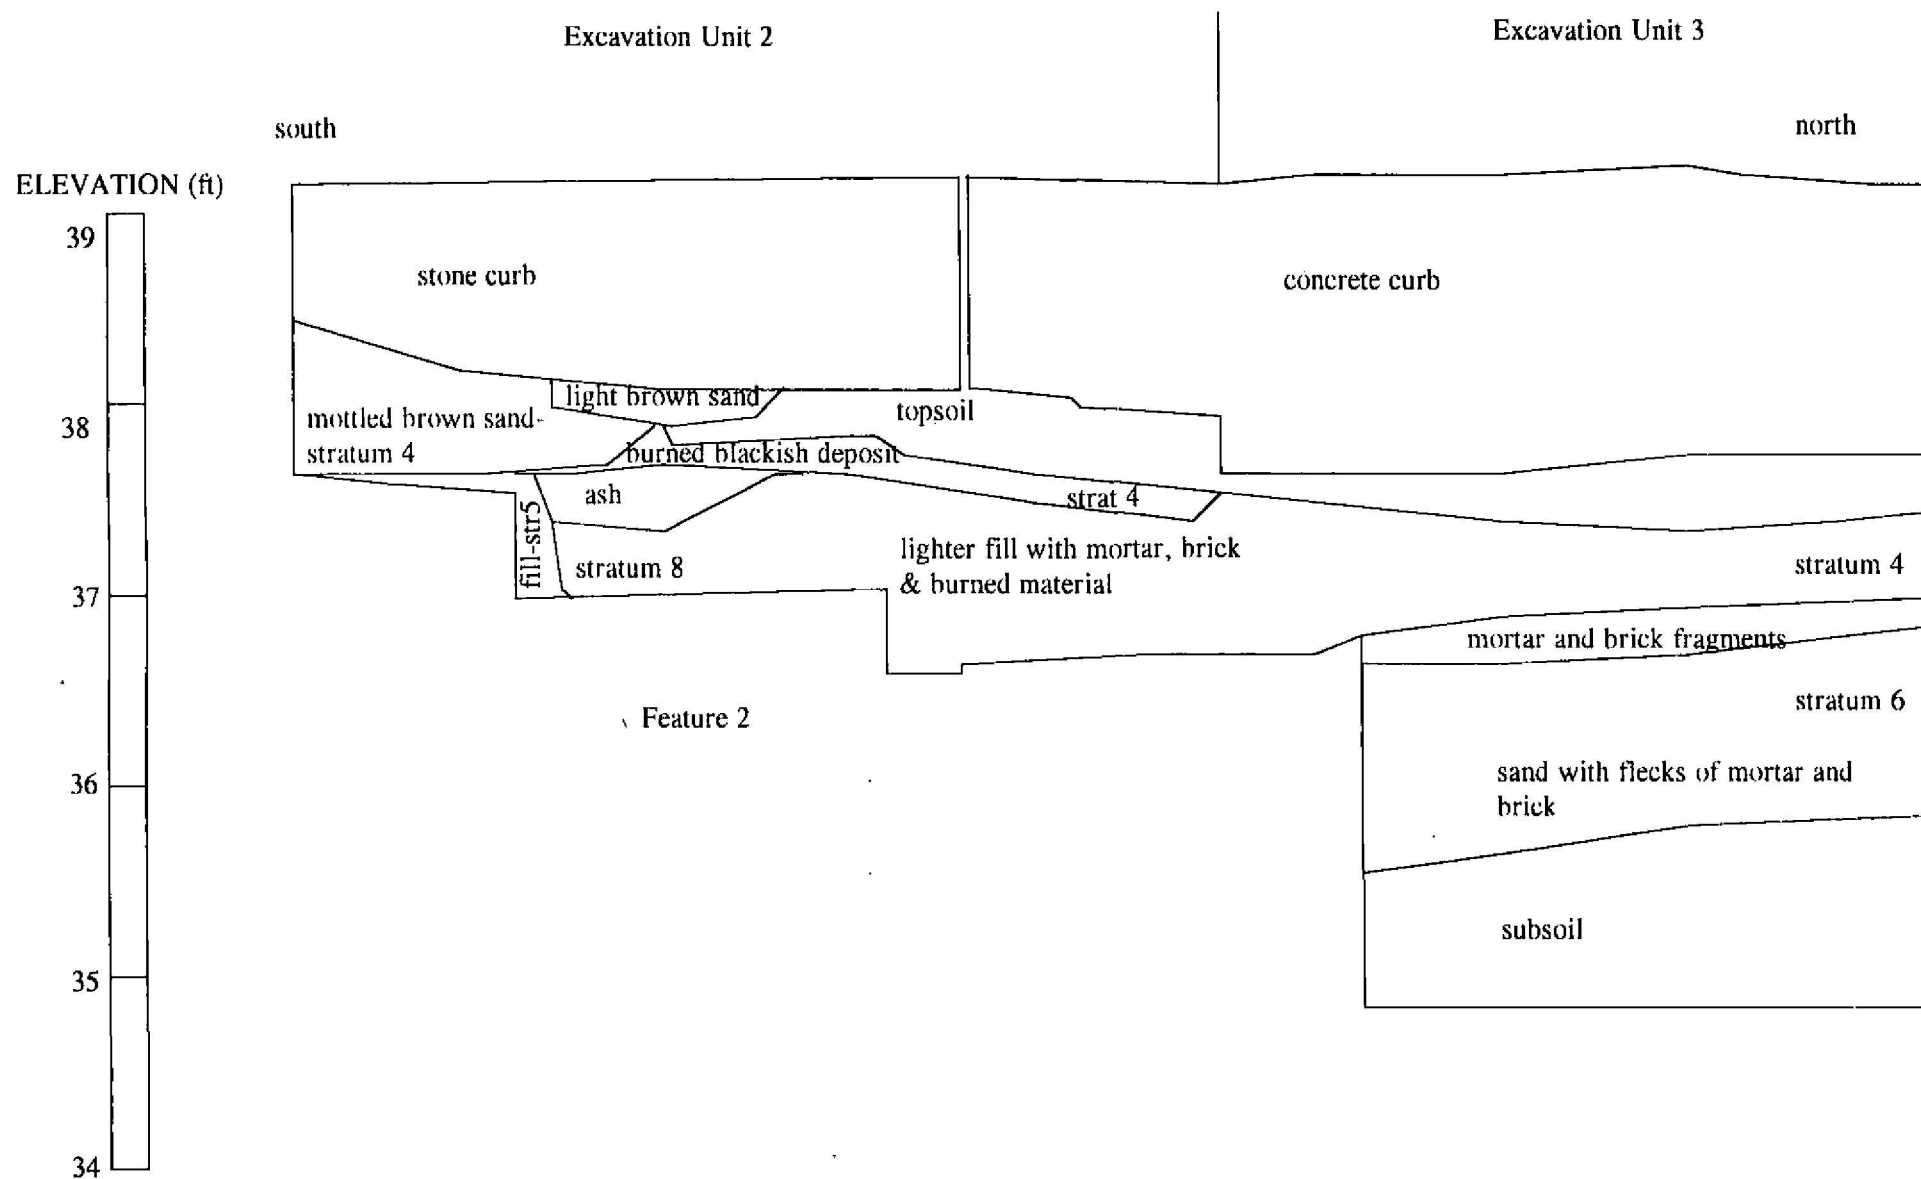 Excavation Unit 2
Excavation Unit 3
south
north
ELEVATION (ft)
39
stone curb
concrete curb
light brown sand
topsoil
mottled brown sand-
stratum 4
38
burned blackish deposit
ash
strat 4
fill-str5
stratum 8
lighter fill with mortar, brick
& burned material
stratum 4
37
mortar and brick fragments
stratum 6
Feature 2
36
sand with flecks of mortar and
brick
subsoil
35
34